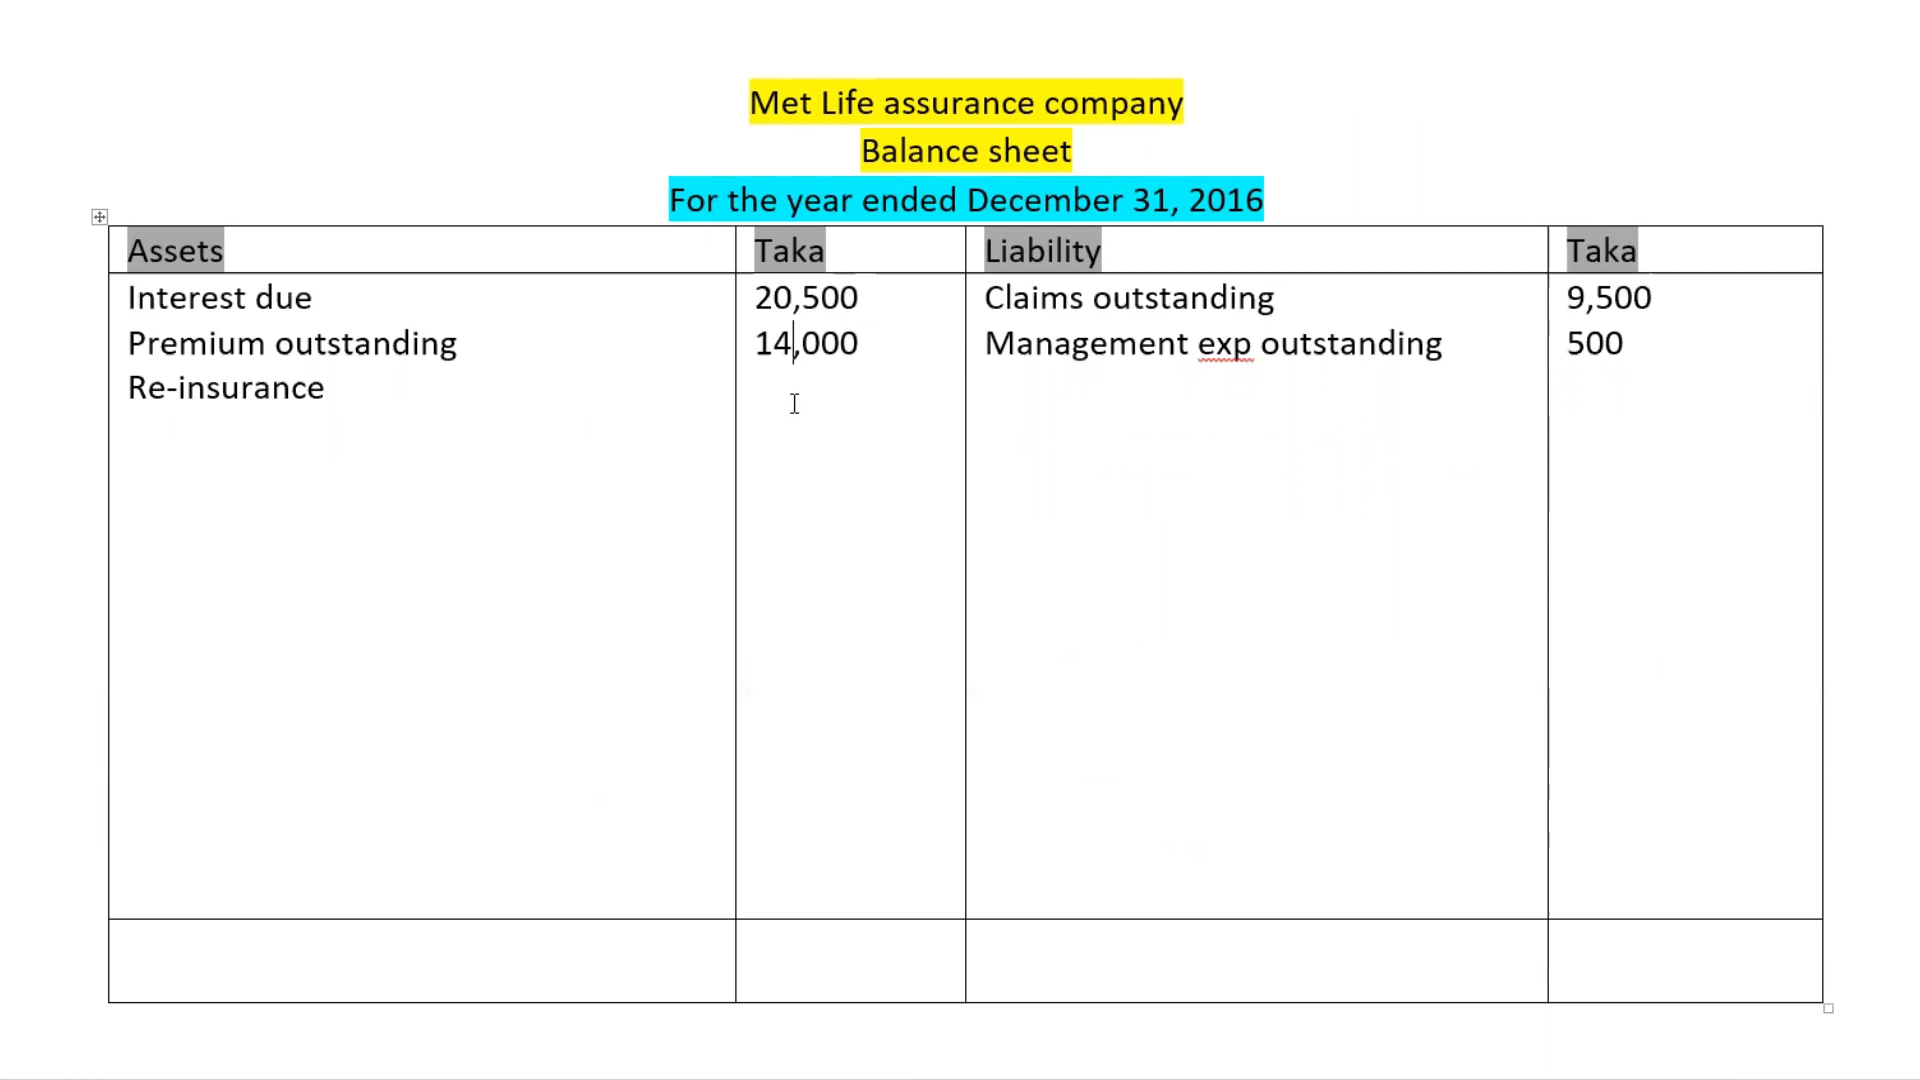 Met Life assurance company
Balance sheet
For the year ended December 31, 2016
Assets Taka Liability Taka
Interest due 20,500 Claims outstanding 9,500
Premium outstanding 14,000 Management exp outstanding 500
Re-insurance